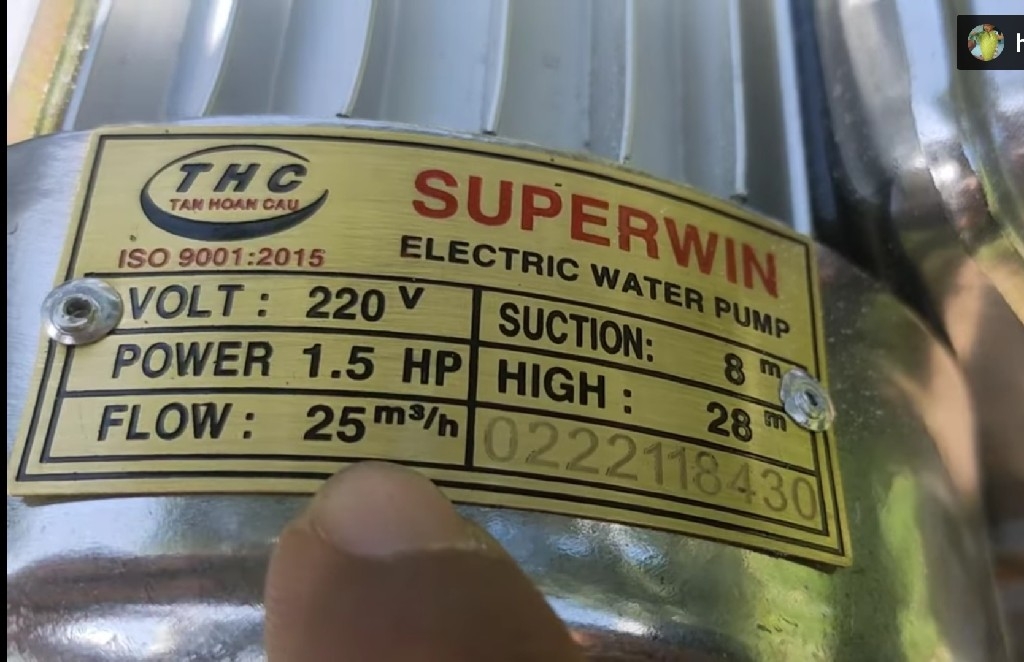 THC
TAN HOAN CAU
ISO 9001:2015
SUPERWIN
ELECTRIC WATER PUMP
VOLT : 220 V
POWER 1.5 HP
FLOW : 25 m³/h
SUCTION: 8 m
HIGH : 28 m
0222118430